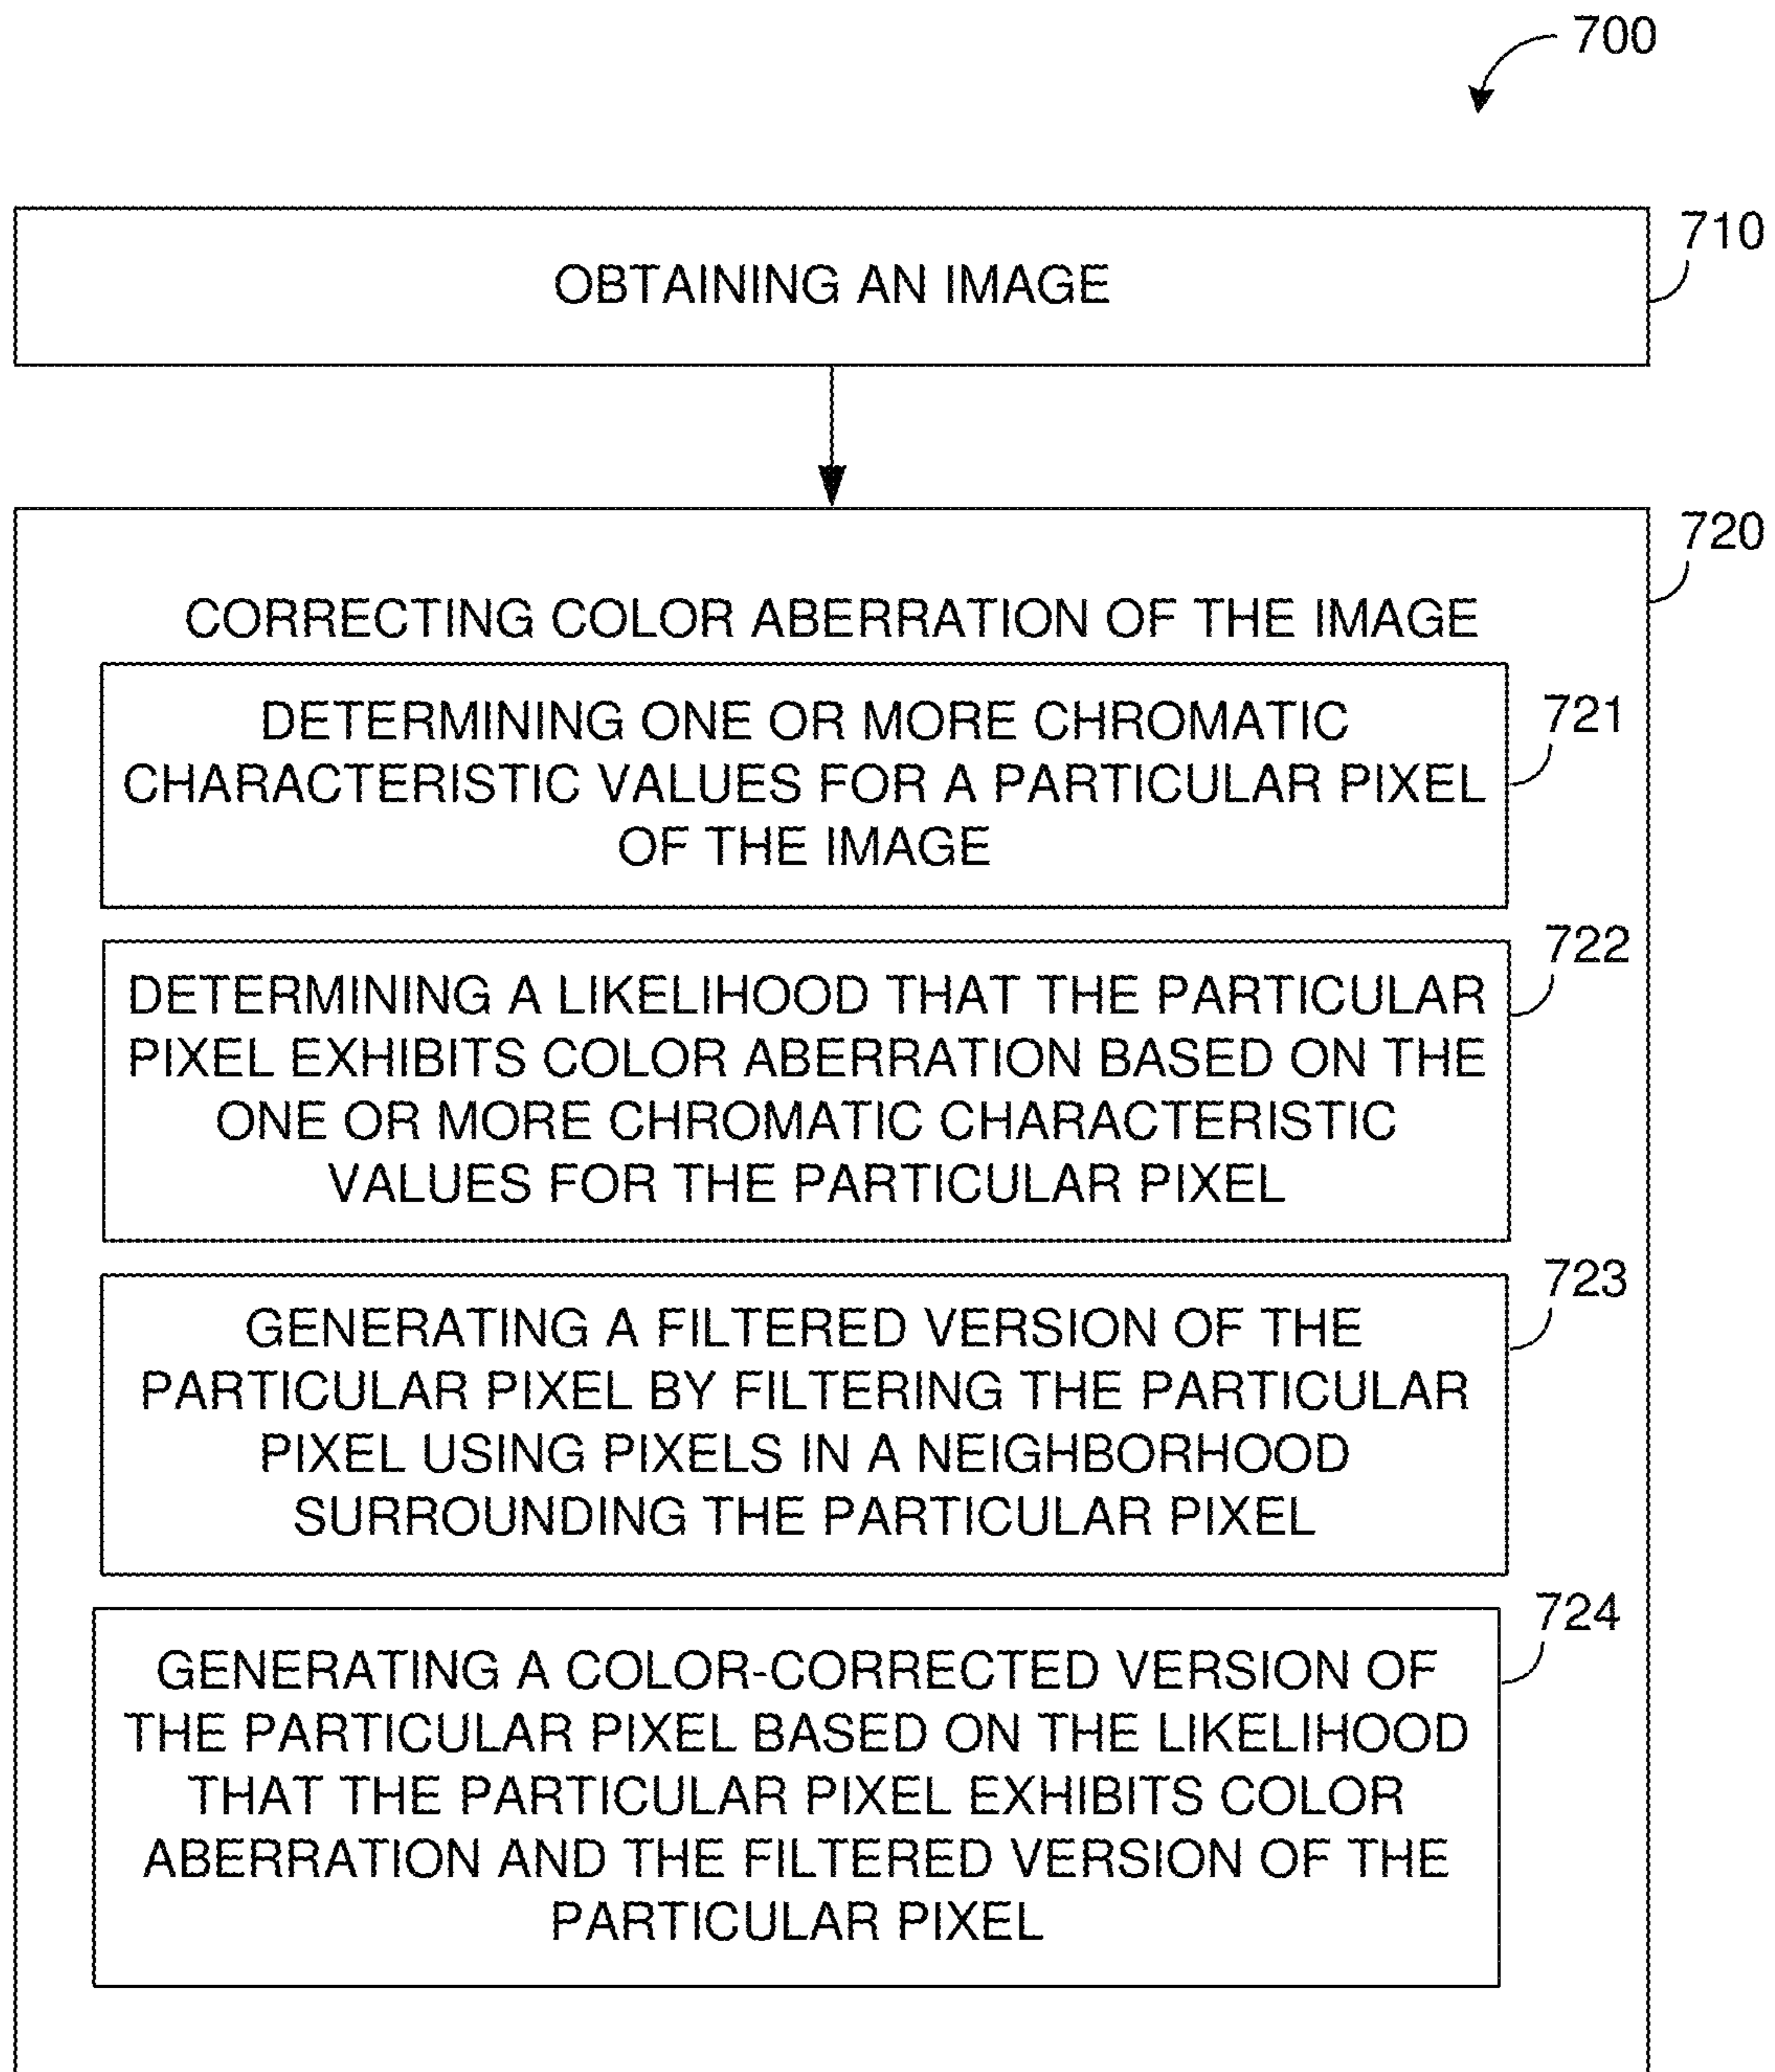 700
710
OBTAINING AN IMAGE
720
CORRECTING COLOR ABERRATION OF THE IMAGE
721
DETERMINING ONE OR MORE CHROMATIC
CHARACTERISTIC VALUES FOR A PARTICULAR PIXEL
OF THE IMAGE
722
DETERMINING A LIKELIHOOD THAT THE PARTICULAR
PIXEL EXHIBITS COLOR ABERRATION BASED ON THE
ONE OR MORE CHROMATIC CHARACTERISTIC
VALUES FOR THE PARTICULAR PIXEL
723
GENERATING A FILTERED VERSION OF THE
PARTICULAR PIXEL BY FILTERING THE PARTICULAR
PIXEL USING PIXELS IN A NEIGHBORHOOD
SURROUNDING THE PARTICULAR PIXEL
724
GENERATING A COLOR-CORRECTED VERSION OF
THE PARTICULAR PIXEL BASED ON THE LIKELIHOOD
THAT THE PARTICULAR PIXEL EXHIBITS COLOR
ABERRATION AND THE FILTERED VERSION OF THE
PARTICULAR PIXEL